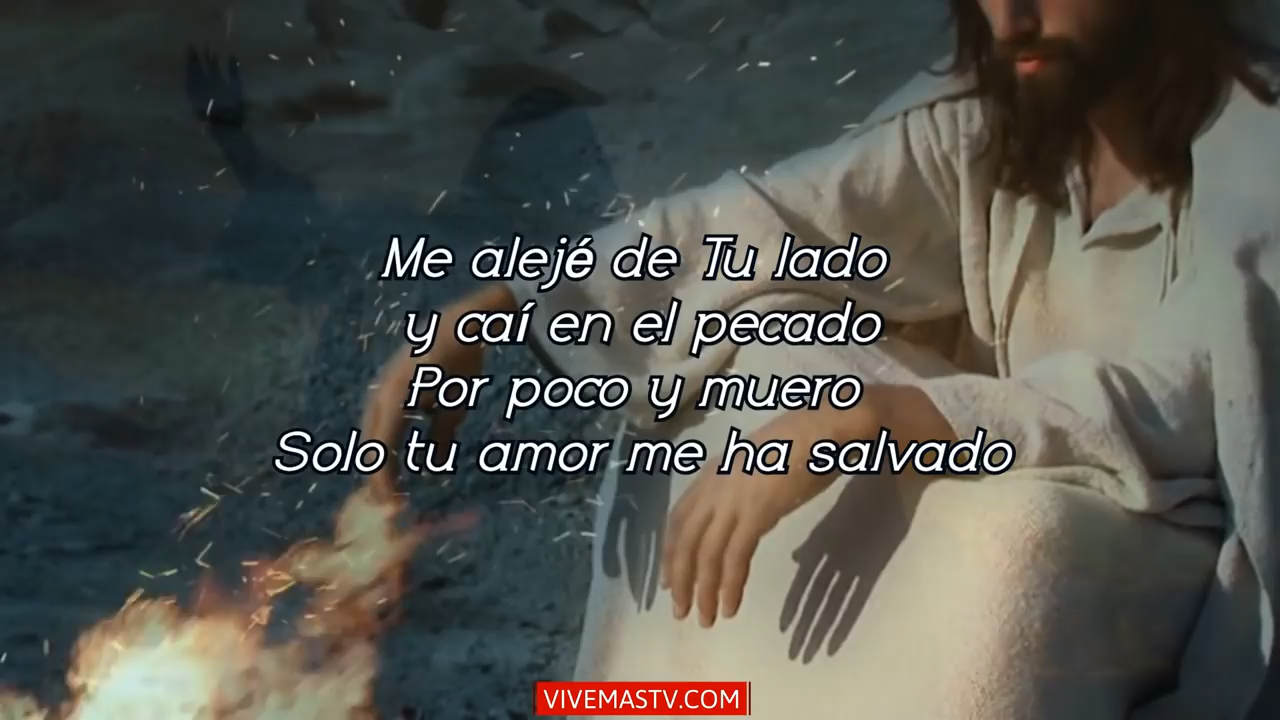 Me alejé de Tu lado
y caí en el pecado
Por poco y muero
Solo tu amor me ha salvado
VIVEMASTV.COM